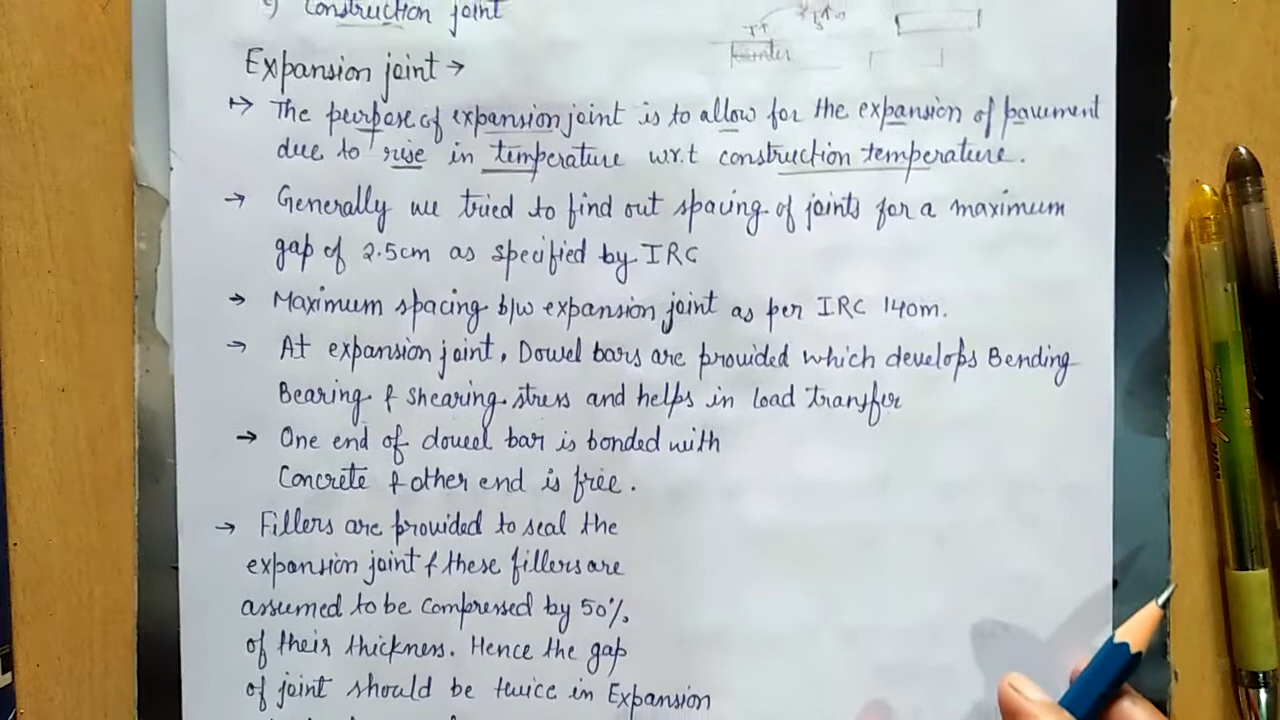 c) Construction joint
Expansion joint →
↦ The purpose of expansion joint is to allow for the expansion of pavement
due to rise in temperature w.r.t construction temperature.
→ Generally we tried to find out spacing of joints for a maximum
gap of 2.5cm as specified by IRC
→ Maximum spacing b/w expansion joint as per IRC 140m.
→ At expansion joint, Dowel bars are provided which develops Bending
Bearing & shearing stress and helps in load transfer
→ One end of dowel bar is bonded with
Concrete & other end is free.
→ Fillers are provided to seal the
expansion joint & these fillers are
assumed to be compressed by 50%
of their thickness. Hence the gap
of joint should be twice in Expansion